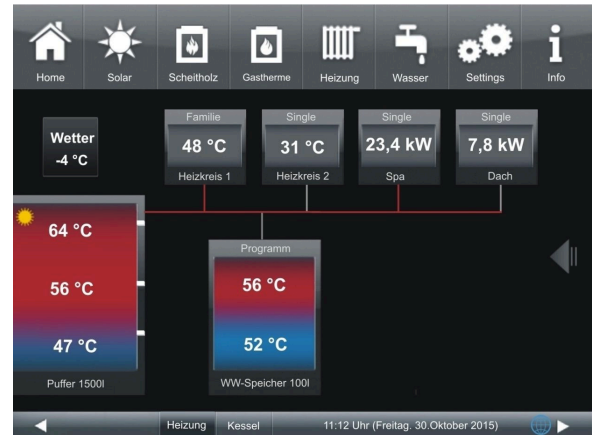 Home Solar Scheitholz Gastherme Heizung Wasser Settings Info
Wetter
-4 °C
Familie
48 °C
Heizkreis 1
Single
31 °C
Heizkreis 2
Single
23,4 kW
Spa
Single
7,8 kW
Dach
64 °C
56 °C
47 °C
Puffer 1500l
Programm
56 °C
52 °C
WW-Speicher 100l
Heizung Kessel 11:12 Uhr (Freitag. 30.Oktober 2015)